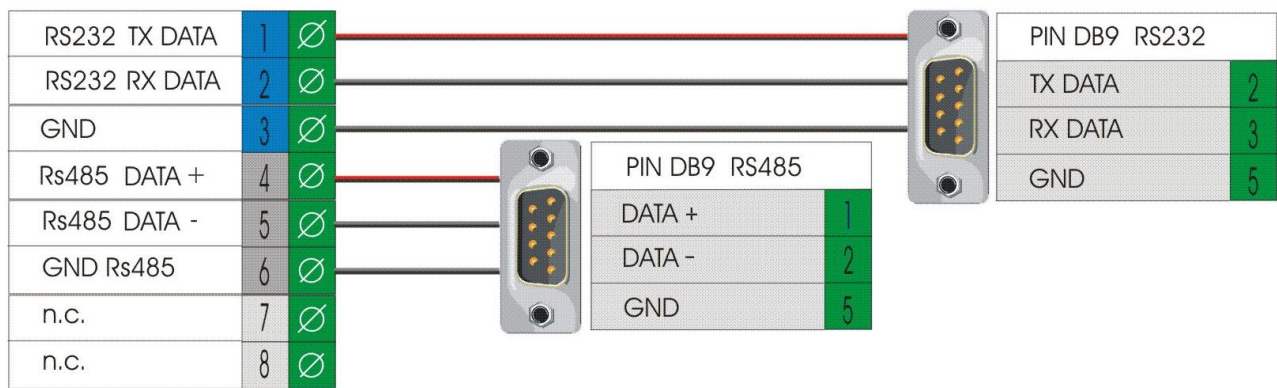 RS232 TX DATA 1
RS232 RX DATA 2
GND 3
Rs485 DATA + 4
Rs485 DATA - 5
GND Rs485 6
n.c. 7
n.c. 8
PIN DB9 RS485
DATA + 1
DATA - 2
GND 5
PIN DB9 RS232
TX DATA 2
RX DATA 3
GND 5